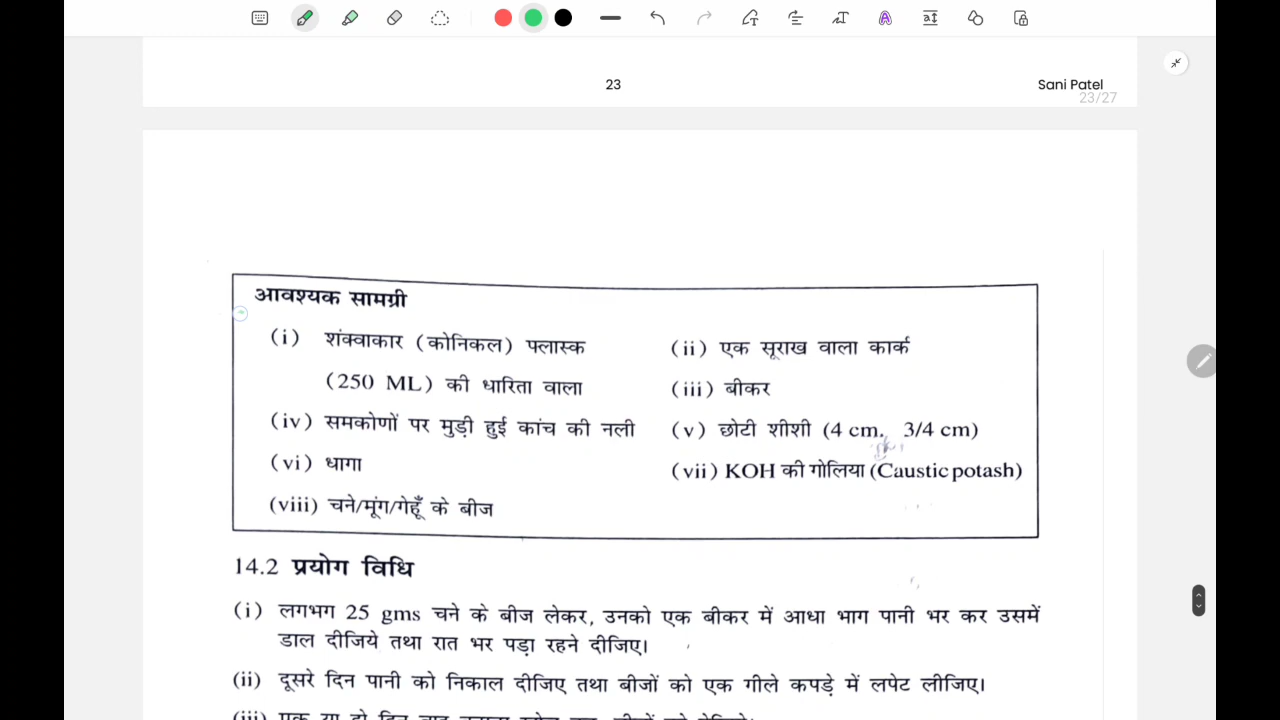 23
Sani Patel
23/27
आवश्यक सामग्री
(i) शंक्वाकार (कोनिकल) फ्लास्क (ii) एक सूराख वाला कार्क
(250 ML) की धारिता वाला (iii) बीकर
(iv) समकोणों पर मुड़ी हुई कांच की नली (v) छोटी शीशी (4 cm. 3/4 cm)
(vi) धागा (vii) KOH की गोलिया (Caustic potash)
(viii) चने/मूंग/गेहूँ के बीज
14.2 प्रयोग विधि
(i) लगभग 25 gms चने के बीज लेकर, उनको एक बीकर में आधा भाग पानी भर कर उसमें
डाल दीजिये तथा रात भर पड़ा रहने दीजिए।
(ii) दूसरे दिन पानी को निकाल दीजिए तथा बीजों को एक गीले कपड़े में लपेट लीजिए।